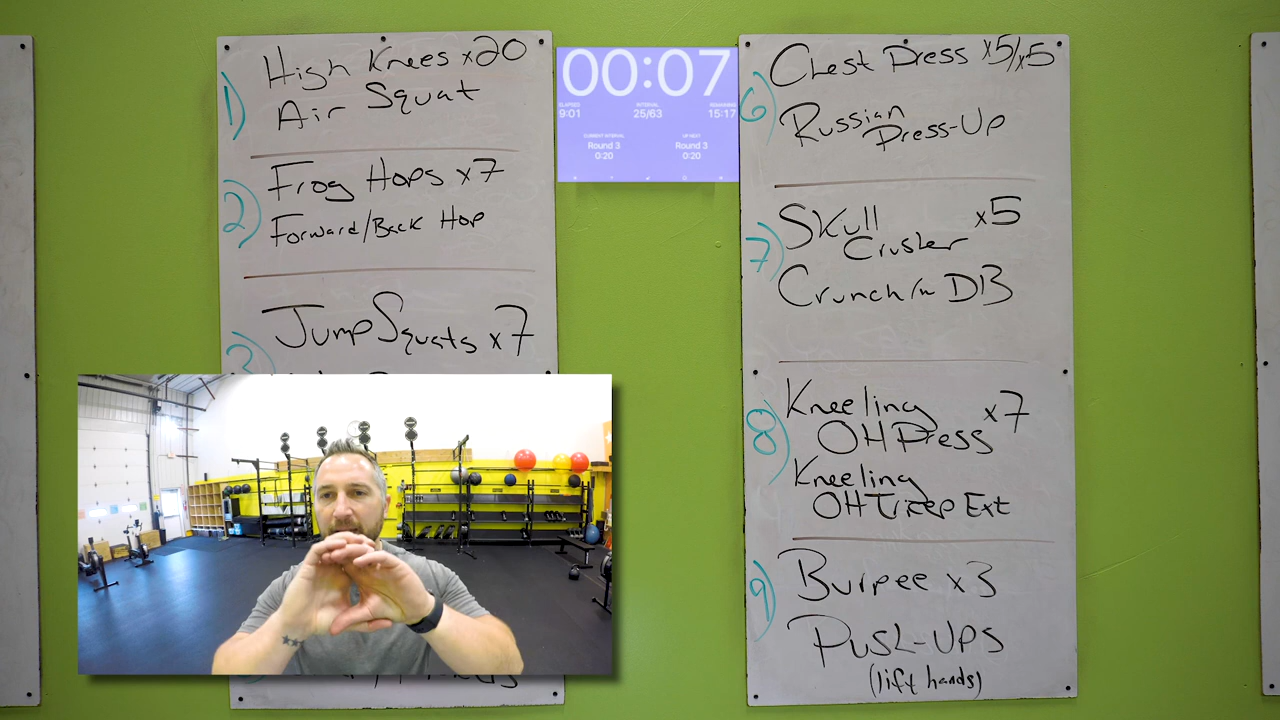 1) High Knees x20
Air Squat
2) Frog Hops x7
Forward/Back Hop
3) Jump Squats x7
00:07
ELAPSED
9:01
INTERVAL
25/63
REMAINING
15:17
CURRENT INTERVAL
Round 3
0:20
UP NEXT
Round 3
0:20
6) Chest Press x5/x5
Russian
Press-Up
7) Skull x5
Crusher
Crunch w DB
8) Kneeling x7
OH Press
Kneeling
OH Tricep Ext
9) Burpee x3
Push-Ups
(lift hands)